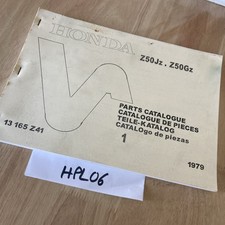 HONDA
Z50Jz, Z50Gz
PARTS CATALOGUE
CATALOGUE DE PIECES
TEILE-KATALOG
CATALOgo de piezas
1
13 165 Z41
1979
HPL06